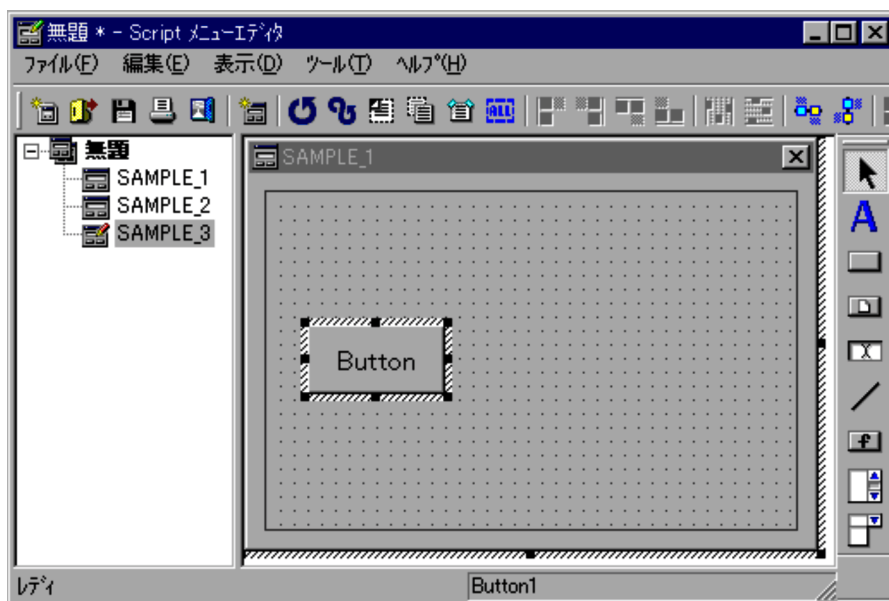 無題 * - Script ﾒﾆｭｰｴﾃﾞｨﾀ
ﾌｧｲﾙ(F) 編集(E) 表示(D) ﾂｰﾙ(T) ﾍﾙﾌﾟ(H)
ALL
無題
SAMPLE_1
SAMPLE_2
SAMPLE_3
SAMPLE_1
Button
A
f
ﾚﾃﾞｨ
Button1